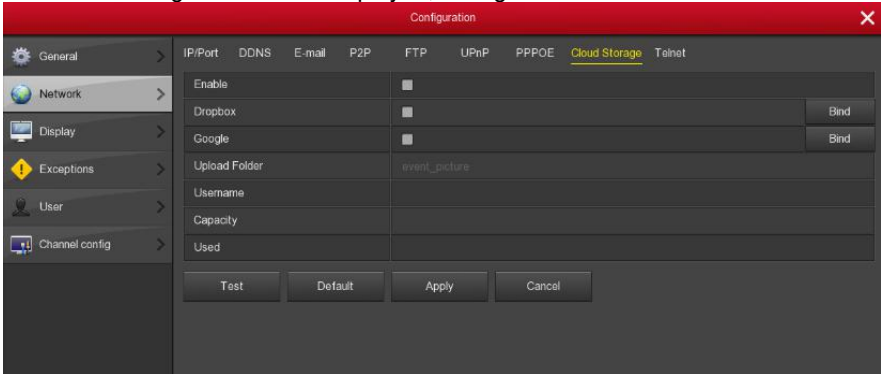 Configuration
General
Network
Display
Exceptions
User
Channel config
IP/Port DDNS E-mail P2P FTP UPnP PPPOE Cloud Storage Telnet
Enable
Dropbox Bind
Google Bind
Upload Folder event_picture
Username
Capacity
Used
Test Default Apply Cancel